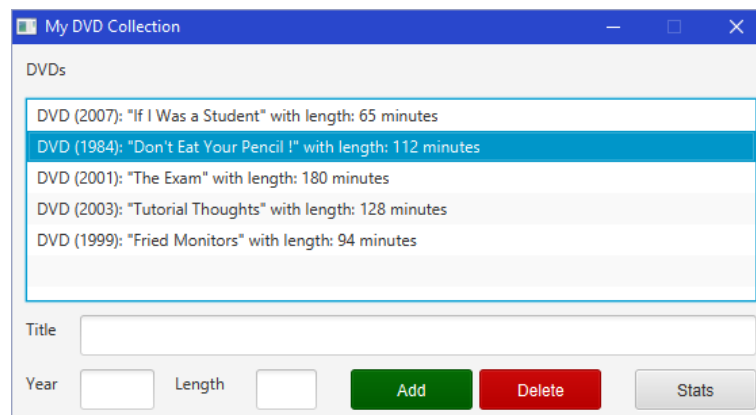 My DVD Collection
DVDs
DVD (2007): "If I Was a Student" with length: 65 minutes
DVD (1984): "Don't Eat Your Pencil !" with length: 112 minutes
DVD (2001): "The Exam" with length: 180 minutes
DVD (2003): "Tutorial Thoughts" with length: 128 minutes
DVD (1999): "Fried Monitors" with length: 94 minutes
Title
Year Length Add Delete Stats